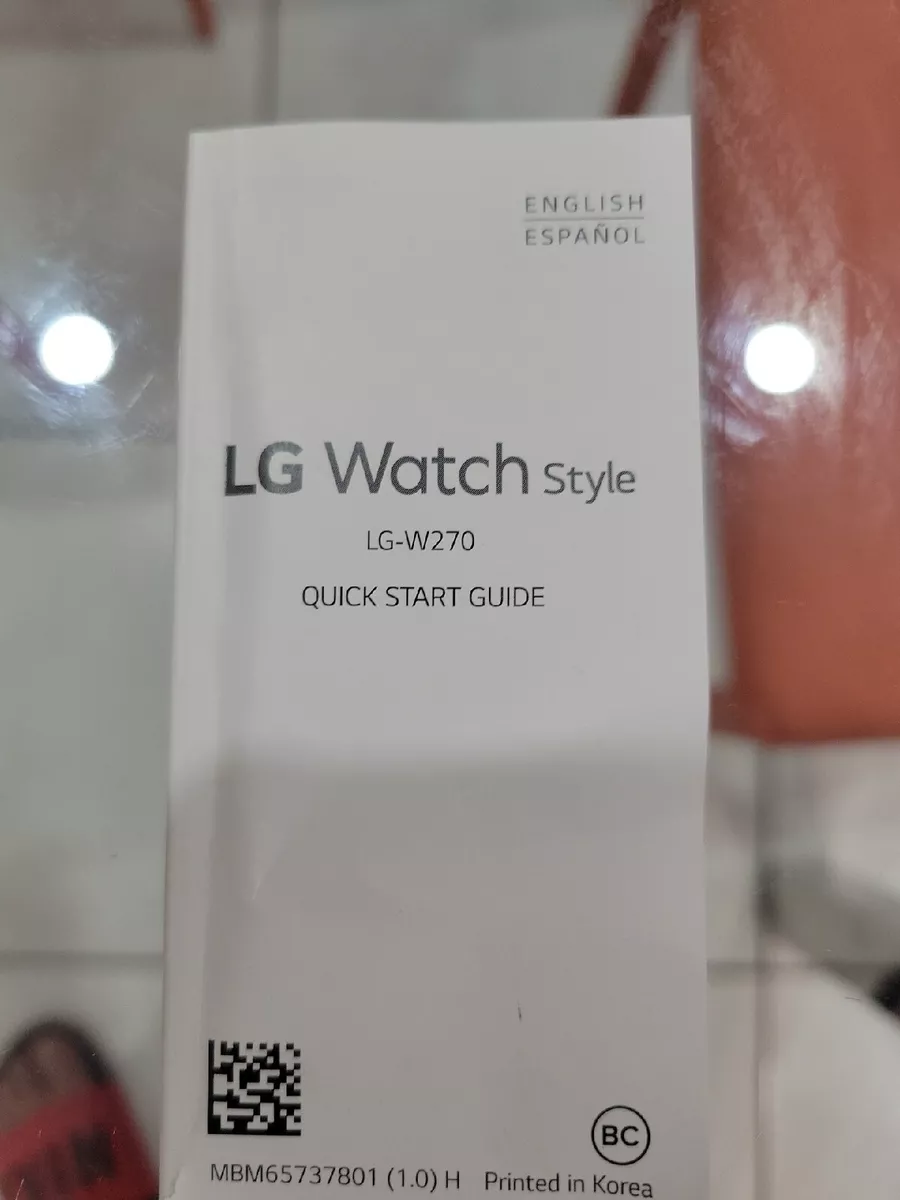 ENGLISH
ESPAÑOL
LG Watch Style
LG-W270
QUICK START GUIDE
BC
MBM65737801 (1.0) H Printed in Korea